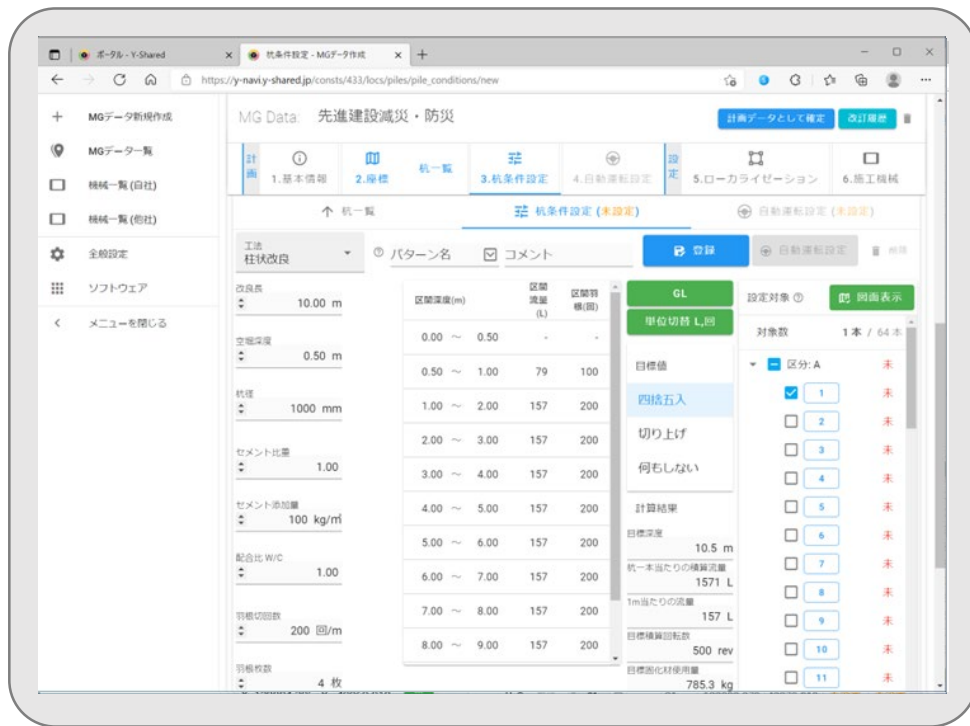 ポータル - Y-Shared
杭条件設定 - MGデータ作成
https://y-navi.y-shared.jp/consts/433/locs/piles/pile_conditions/new
MGデータ新規作成
MGデータ一覧
機械一覧(自社)
機械一覧(他社)
全般設定
ソフトウェア
メニューを閉じる
MG Data: 先進建設減災・防災
計画データとして確定
改訂履歴
計画
1.基本情報
2.座標
杭一覧
3.杭条件設定
4.自動運転設定
設定
5.ローカライゼーション
6.施工機械
杭一覧
杭条件設定 (未設定)
自動運転設定 (未設定)
工法
柱状改良
パターン名
コメント
登録
自動運転設定
削除
改良長
10.00 m
空堀深度
0.50 m
杭径
1000 mm
セメント比重
1.00
セメント添加量
100 kg/㎥
配合比 W/C
1.00
羽根切回数
200 回/m
羽根枚数
4 枚
区間深度(m) 区間流量(L) 区間羽根(回)
0.00 ～ 0.50 - -
0.50 ～ 1.00 79 100
1.00 ～ 2.00 157 200
2.00 ～ 3.00 157 200
3.00 ～ 4.00 157 200
4.00 ～ 5.00 157 200
5.00 ～ 6.00 157 200
6.00 ～ 7.00 157 200
7.00 ～ 8.00 157 200
8.00 ～ 9.00 157 200
GL
単位切替 L,回
目標値
四捨五入
切り上げ
何もしない
計算結果
目標深度
10.5 m
杭一本当たりの積算流量
1571 L
1m当たりの流量
157 L
目標積算回転数
500 rev
目標固化材使用量
785.3 kg
設定対象
図面表示
対象数 1 本 / 64 本
区分: A 未
1 未
2 未
3 未
4 未
5 未
6 未
7 未
8 未
9 未
10 未
11 未